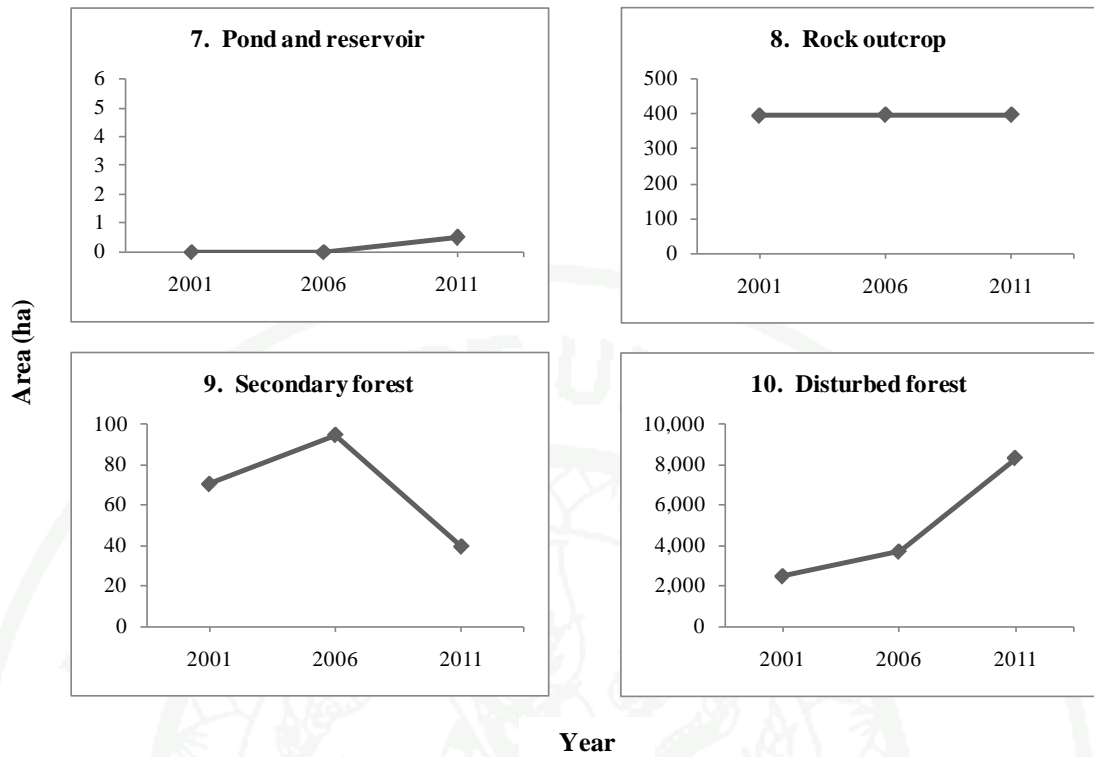 7. Pond and reservoir
6
5
4
3
2
1
0
2001 2006 2011
8. Rock outcrop
500
400
300
200
100
0
2001 2006 2011
Area (ha)
9. Secondary forest
100
80
60
40
20
0
2001 2006 2011
10. Disturbed forest
10,000
8,000
6,000
4,000
2,000
0
2001 2006 2011
Year